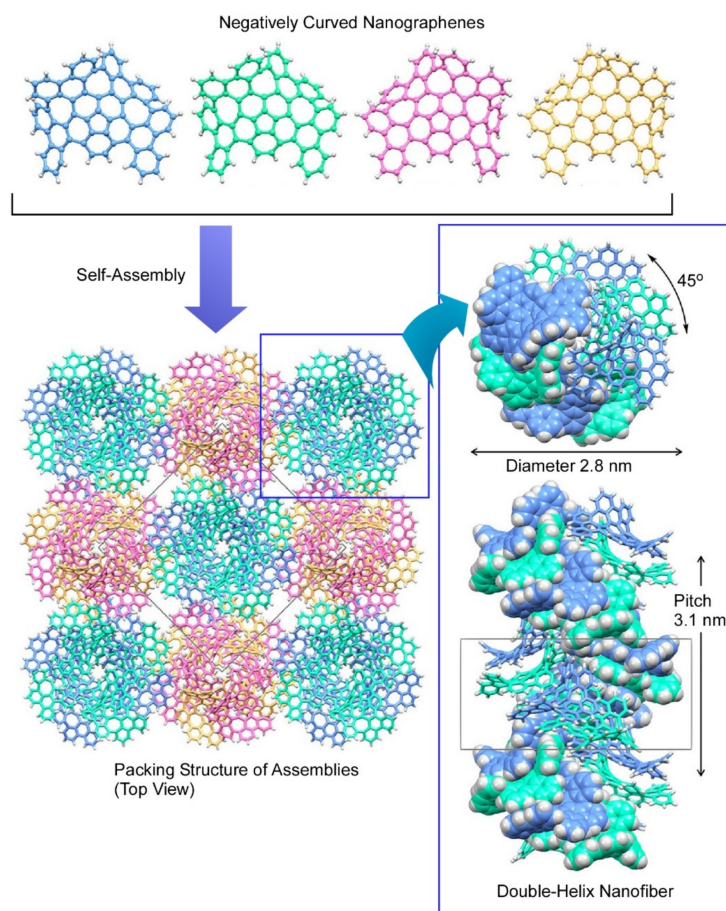 Negatively Curved Nanographenes
Self-Assembly
45o
Diameter 2.8 nm
Pitch
3.1 nm
Packing Structure of Assemblies
(Top View)
Double-Helix Nanofiber